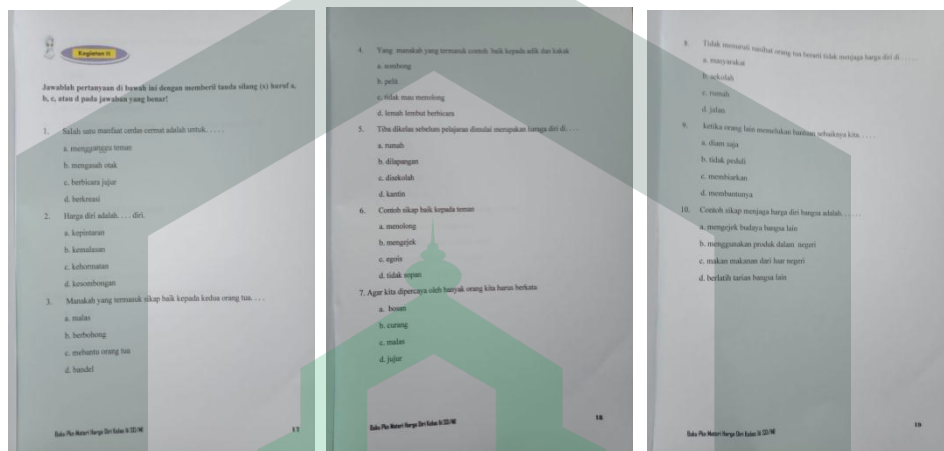 Kegiatan II
Jawablah pertanyaan di bawah ini dengan memberil tanda silang (x) huruf a,
b, c, atau d pada jawaban yang benar!
1. Salah satu manfaat cerdas cermat adalah untuk. . . . .
a. mengganggu teman
b. mengasah otak
c. berbicara jujur
d. berkreasi
2. Harga diri adalah. . . . diri.
a. kepintaran
b. kemalasan
c. kehormatan
d. kesombongan
3. Manakah yang termasuk sikap baik kepada kedua orang tua. . . .
a. malas
b. berbohong
c. mebantu orang tua
d. bandel
Buku Pks Materi Harga Diri Kelas IV SD/MI
17
4. Yang manakah yang termasuk contoh baik kepada adik dan kakak
a. sombong
b. pelit
c. tidak mau menolong
d. lemah lembut berbicara
5. Tiba dikelas sebelum pelajaran dimulai merupakan harga diri di. . . .
a. rumah
b. dilapangan
c. disekolah
d. kantin
6. Contoh sikap baik kepada teman
a. menolong
b. mengejek
c. egois
d. tidak sopan
7. Agar kita dipercaya oleh banyak orang kita harus berkata
a. bosan
b. curang
c. malas
d. jujur
Buku Pks Materi Harga Diri Kelas IV SD/MI
18
8. Tidak menuruti nasihat orang tua berarti tidak menjaga harga diri di . . . . .
a. masyarakat
b. sekolah
c. rumah
d. jalan
9. ketika orang lain memelukan bantuan sebaiknya kita. . . . .
a. diam saja
b. tidak peduli
c. membiarkan
d. membantunya
10. Contoh sikap menjaga harga diri bangsa adalah. . . . . .
a. mengejek budaya bangsa lain
b. menggunakan produk dalam negeri
c. makan makanan dari luar negeri
d. berlatih tarian bangsa lain
Buku Pks Materi Harga Diri Kelas IV SD/MI
19